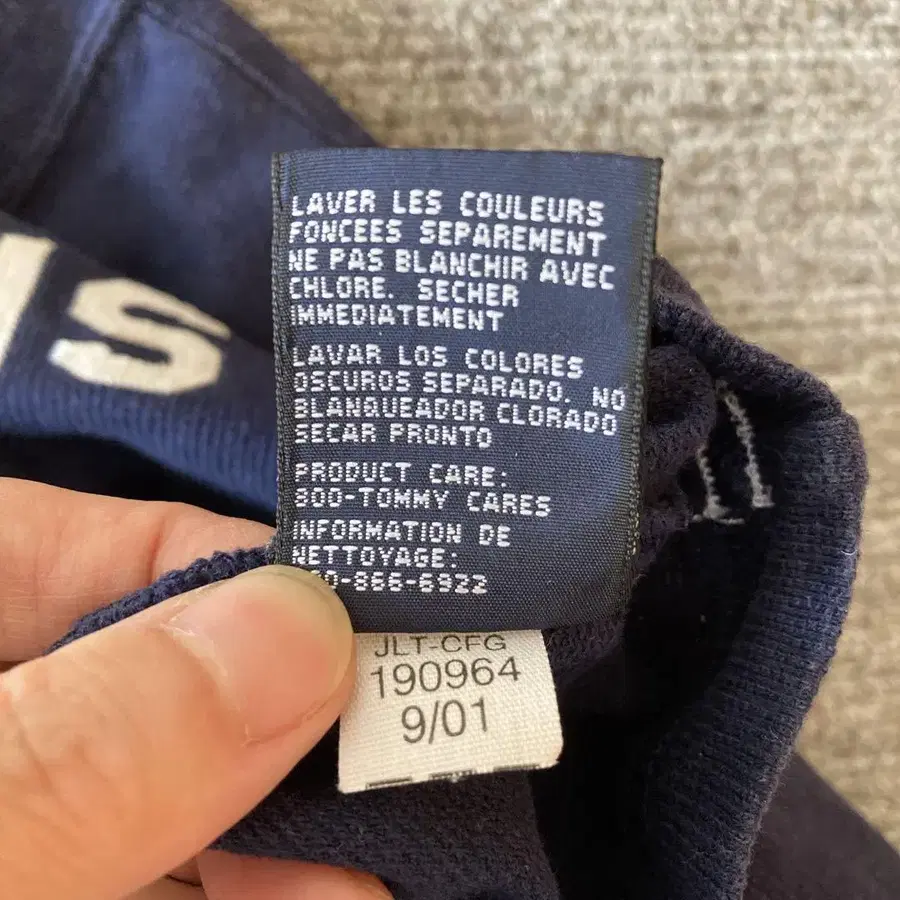 S
LAVER LES COULEURS
FONCEES SEPAREMENT
NE PAS BLANCHIR AVEC
CHLORE. SECHER
IMMEDIATEMENT
LAVAR LOS COLORES
OSCUROS SEPARADO. NO
BLANQUEADOR CLORADO
SECAR PRONTO
PRODUCT CARE:
800-TOMMY CARES
INFORMATION DE
NETTOYAGE:
0-866-6922
JLT-CFG
190964
9/01